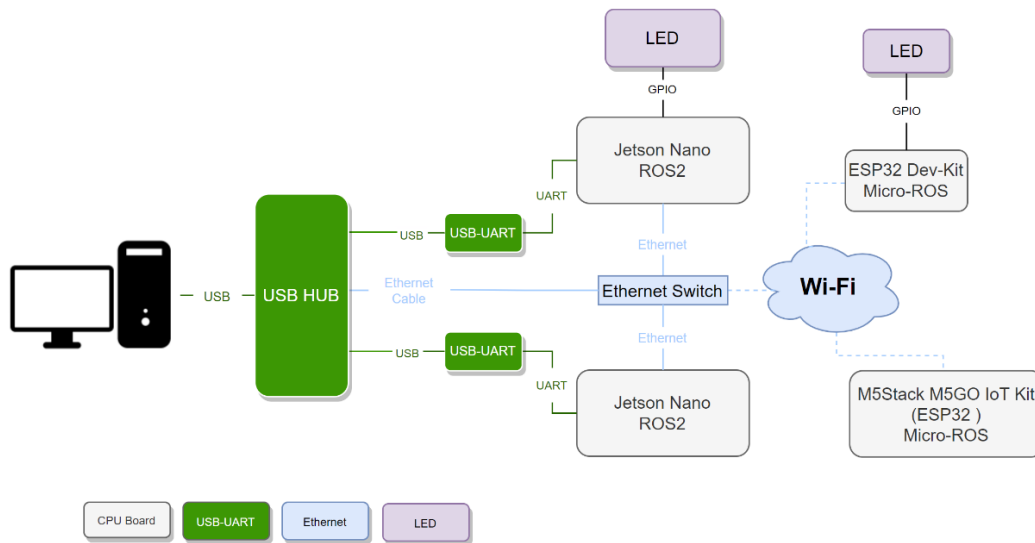 LED
LED
GPIO
GPIO
Jetson Nano
ROS2
ESP32 Dev-Kit
Micro-ROS
UART
USB
USB-UART
Ethernet
USB HUB
USB
Ethernet
Cable
Ethernet Switch
Wi-Fi
Ethernet
USB
USB-UART
UART
Jetson Nano
ROS2
M5Stack M5GO IoT Kit
(ESP32 )
Micro-ROS
CPU Board
USB-UART
Ethernet
LED